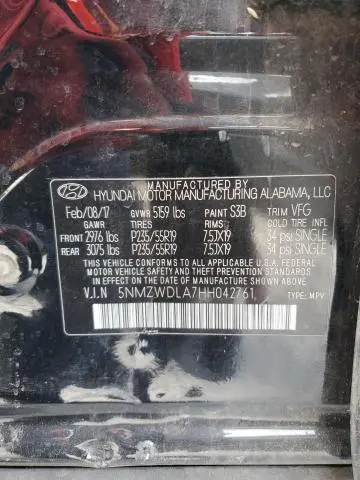 HYUNDAI MOTOR MANUFACTURING ALABAMA, LLC
Feb/08/17 GVWR 5159 lbs PAINT S3B TRIM VFG
GAWR TIRES RIMS COLD TIRE INFL
FRONT 2976 lbs P235/55R19 7.5JX19 34 psi SINGLE
REAR 3075 lbs P235/55R19 7.5JX19 34 psi SINGLE
THIS VEHICLE CONFORMS TO ALL APPLICABLE U.S.A. FEDERAL
MOTOR VEHICLE SAFETY AND THEFT PREVENTION STANDARDS
IN EFFECT ON THE DATE OF MANUFACTURE SHOWN ABOVE.
V.I.N 5NMZWDLA7HH042761 TYPE: MPV